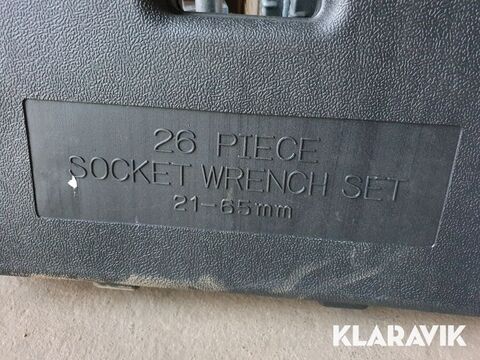 26 PIECE
SOCKET WRENCH SET
21-65mm
KLARAVIK